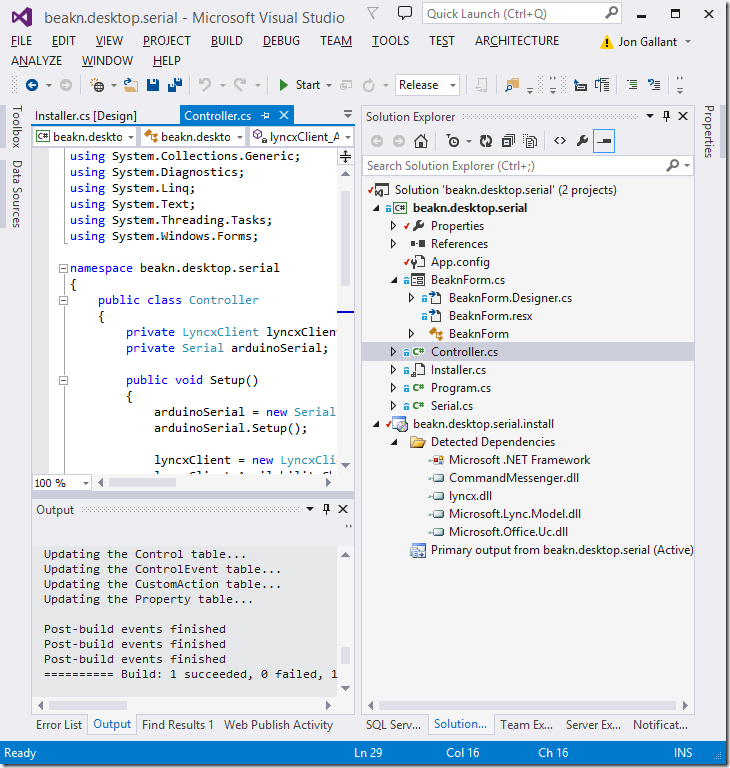 beakn.desktop.serial - Microsoft Visual Studio
Quick Launch (Ctrl+Q)
FILE EDIT VIEW PROJECT BUILD DEBUG TEAM TOOLS TEST ARCHITECTURE Jon Gallant
ANALYZE WINDOW HELP
Start Release
Toolbox
Data Sources
Installer.cs [Design] Controller.cs
C# beakn.deskto beakn.deskto lyncxClient_A
using System.Collections.Generic;
using System.Diagnostics;
using System.Linq;
using System.Text;
using System.Threading.Tasks;
using System.Windows.Forms;
namespace beakn.desktop.serial
{
public class Controller
{
private LyncxClient lyncxClien
private Serial arduinoSerial;
public void Setup()
{
arduinoSerial = new Serial
arduinoSerial.Setup();
lyncxClient = new LyncxCli
100 %
Output
Updating the Control table...
Updating the ControlEvent table...
Updating the CustomAction table...
Updating the Property table...
Post-build events finished
Post-build events finished
Post-build events finished
========== Build: 1 succeeded, 0 failed, 1
Error List Output Find Results 1 Web Publish Activity
Solution Explorer
Search Solution Explorer (Ctrl+;)
Solution 'beakn.desktop.serial' (2 projects)
C# beakn.desktop.serial
Properties
References
App.config
BeaknForm.cs
BeaknForm.Designer.cs
BeaknForm.resx
BeaknForm
C# Controller.cs
Installer.cs
C# Program.cs
C# Serial.cs
beakn.desktop.serial.install
Detected Dependencies
Microsoft .NET Framework
CommandMessenger.dll
lyncx.dll
Microsoft.Lync.Model.dll
Microsoft.Office.Uc.dll
Primary output from beakn.desktop.serial (Active)
SQL Serv... Solution... Team Ex... Server Ex... Notificat...
Properties
Ready Ln 29 Col 16 Ch 16 INS